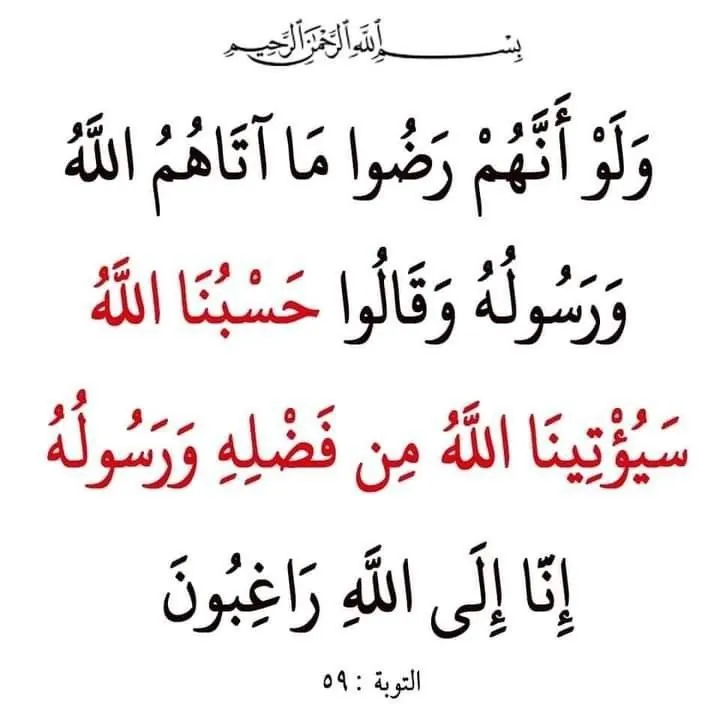 بِسْمِ اللَّهِ الرَّحْمَٰنِ الرَّحِيمِ
وَلَوْ أَنَّهُمْ رَضُوا مَا آتَاهُمُ اللَّهُ
وَرَسُولُهُ وَقَالُوا حَسْبُنَا اللَّهُ
سَيُؤْتِينَا اللَّهُ مِن فَضْلِهِ وَرَسُولُهُ
إِنَّا إِلَى اللَّهِ رَاغِبُونَ
التوبة : ٥٩